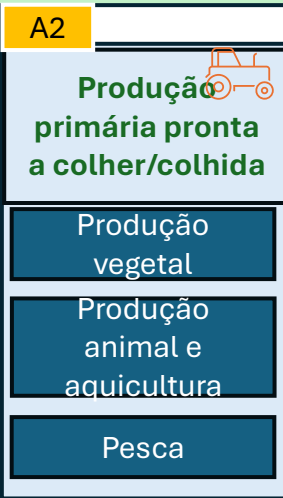 A2
Produção
primária pronta
a colher/colhida
Produção
vegetal
Produção
animal e
aquicultura
Pesca